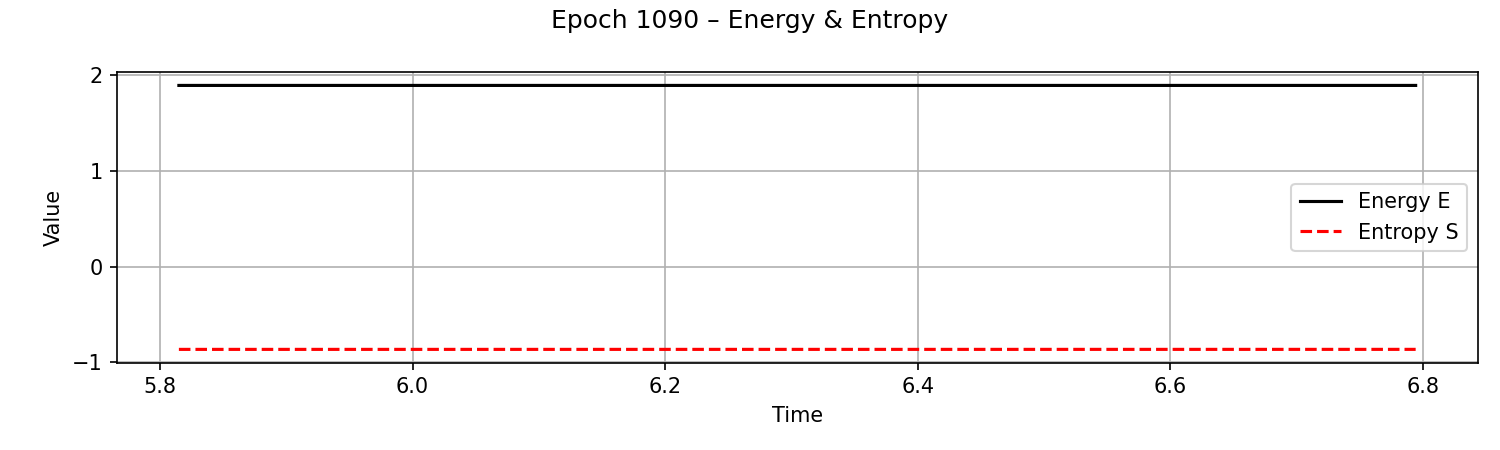 Epoch 1090 – Energy & Entropy
2
1
0
−1
Value
Energy E
Entropy S
5.8 6.0 6.2 6.4 6.6 6.8
Time